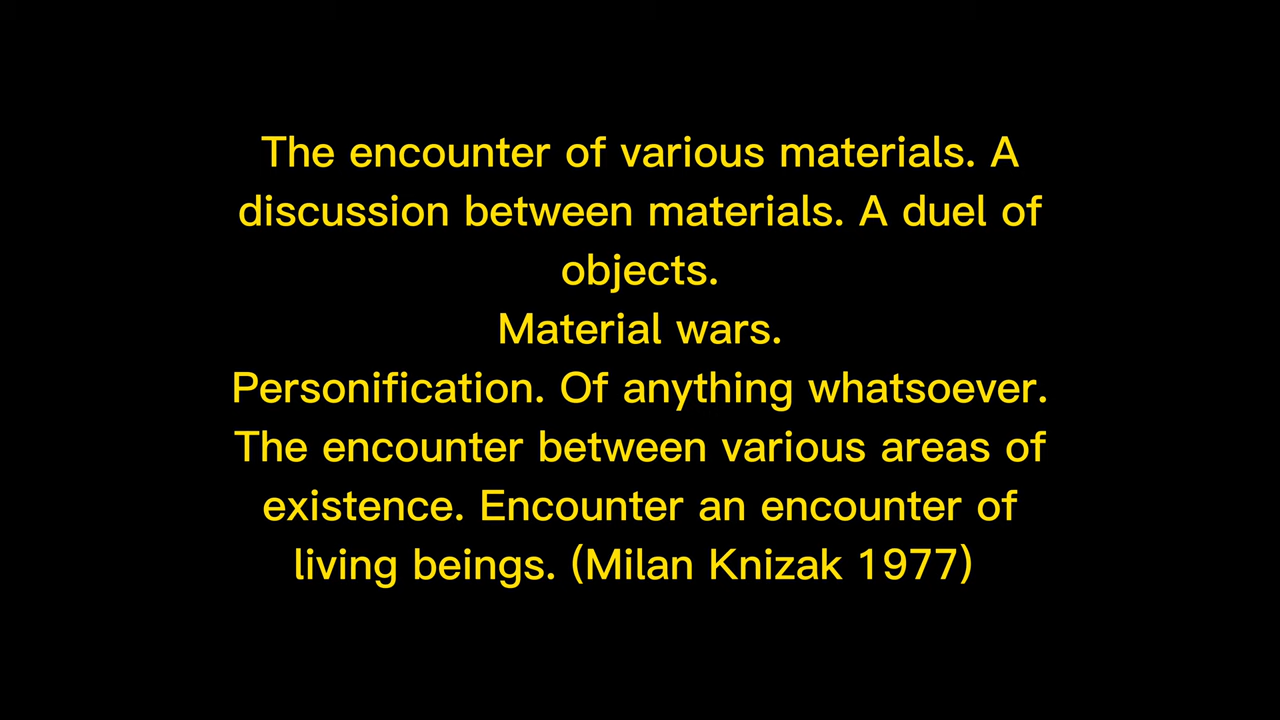 The encounter of various materials. A
discussion between materials. A duel of
objects.
Material wars.
Personification. Of anything whatsoever.
The encounter between various areas of
existence. Encounter an encounter of
living beings. (Milan Knizak 1977)